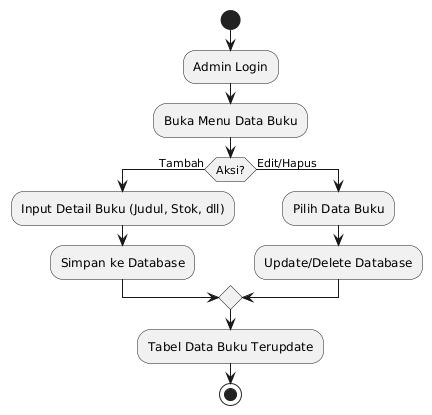 Admin Login
Buka Menu Data Buku
Aksi?
Tambah
Edit/Hapus
Input Detail Buku (Judul, Stok, dll)
Pilih Data Buku
Simpan ke Database
Update/Delete Database
Tabel Data Buku Terupdate